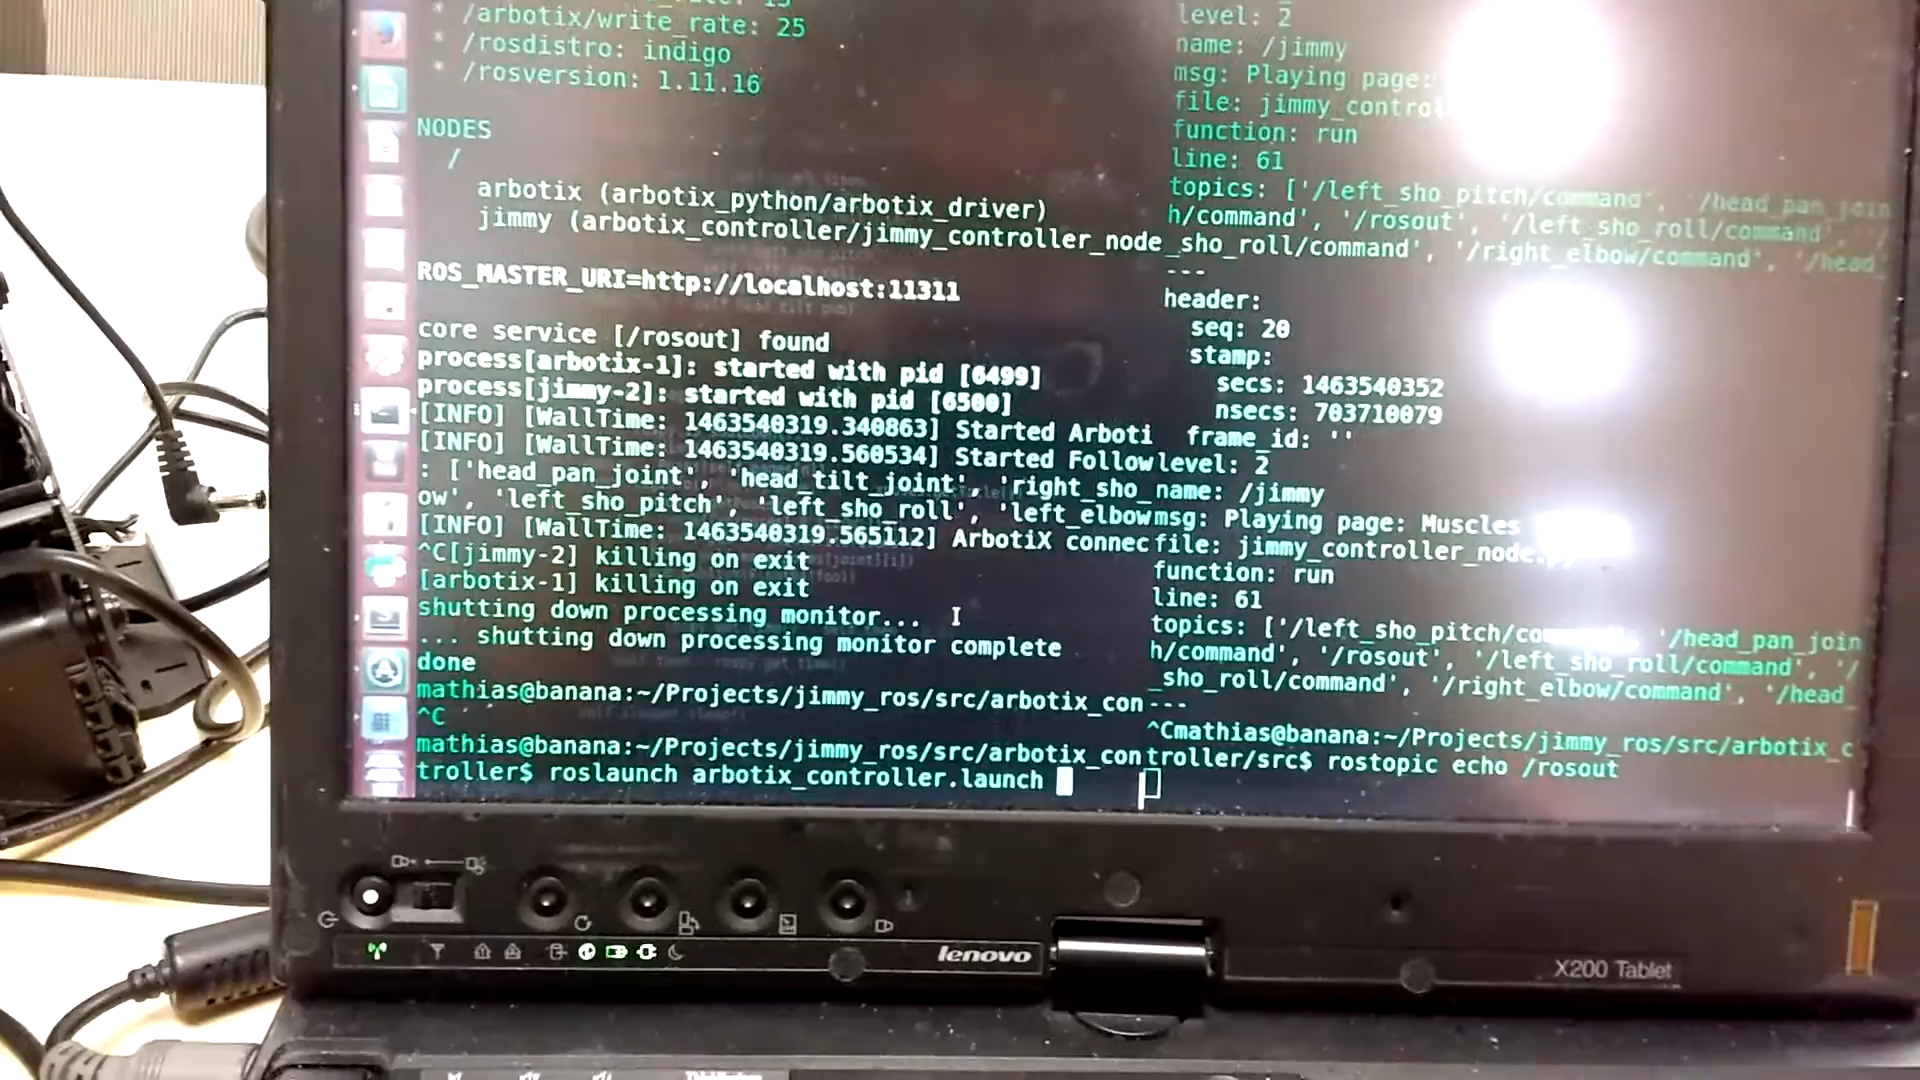 * /arbotix/write_rate: 25
* /rosdistro: indigo
* /rosversion: 1.11.16
NODES
/
arbotix (arbotix_python/arbotix_driver)
jimmy (arbotix_controller/jimmy_controller_node
ROS_MASTER_URI=http://localhost:11311
core service [/rosout] found
process[arbotix-1]: started with pid [6499]
process[jimmy-2]: started with pid [6500]
[INFO] [WallTime: 1463540319.340863] Started Arboti
[INFO] [WallTime: 1463540319.560534] Started Follow
: ['head_pan_joint', 'head_tilt_joint', 'right_sho_
ow', 'left_sho_pitch', 'left_sho_roll', 'left_elbow
[INFO] [WallTime: 1463540319.565112] ArbotiX connec
^C[jimmy-2] killing on exit
[arbotix-1] killing on exit
shutting down processing monitor...
... shutting down processing monitor complete
done
mathias@banana:~/Projects/jimmy_ros/src/arbotix_con
^C
mathias@banana:~/Projects/jimmy_ros/src/arbotix_con
troller$ roslaunch arbotix_controller.launch
level: 2
name: /jimmy
msg: Playing page:
file: jimmy_control
function: run
line: 61
topics: ['/left_sho_pitch/command', '/head_pan_join
h/command', '/rosout', '/left_sho_roll/command', '/
_sho_roll/command', '/right_elbow/command', '/head_
---
header:
seq: 20
stamp:
secs: 1463540352
nsecs: 703710079
frame_id: ''
level: 2
name: /jimmy
msg: Playing page: Muscles
file: jimmy_controller_node.
function: run
line: 61
topics: ['/left_sho_pitch/co '/head_pan_join
h/command', '/rosout', '/left_sho_roll/command', '/
_sho_roll/command', '/right_elbow/command', '/head_
---
^Cmathias@banana:~/Projects/jimmy_ros/src/arbotix_c
troller/src$ rostopic echo /rosout
lenovo
X200 Tablet